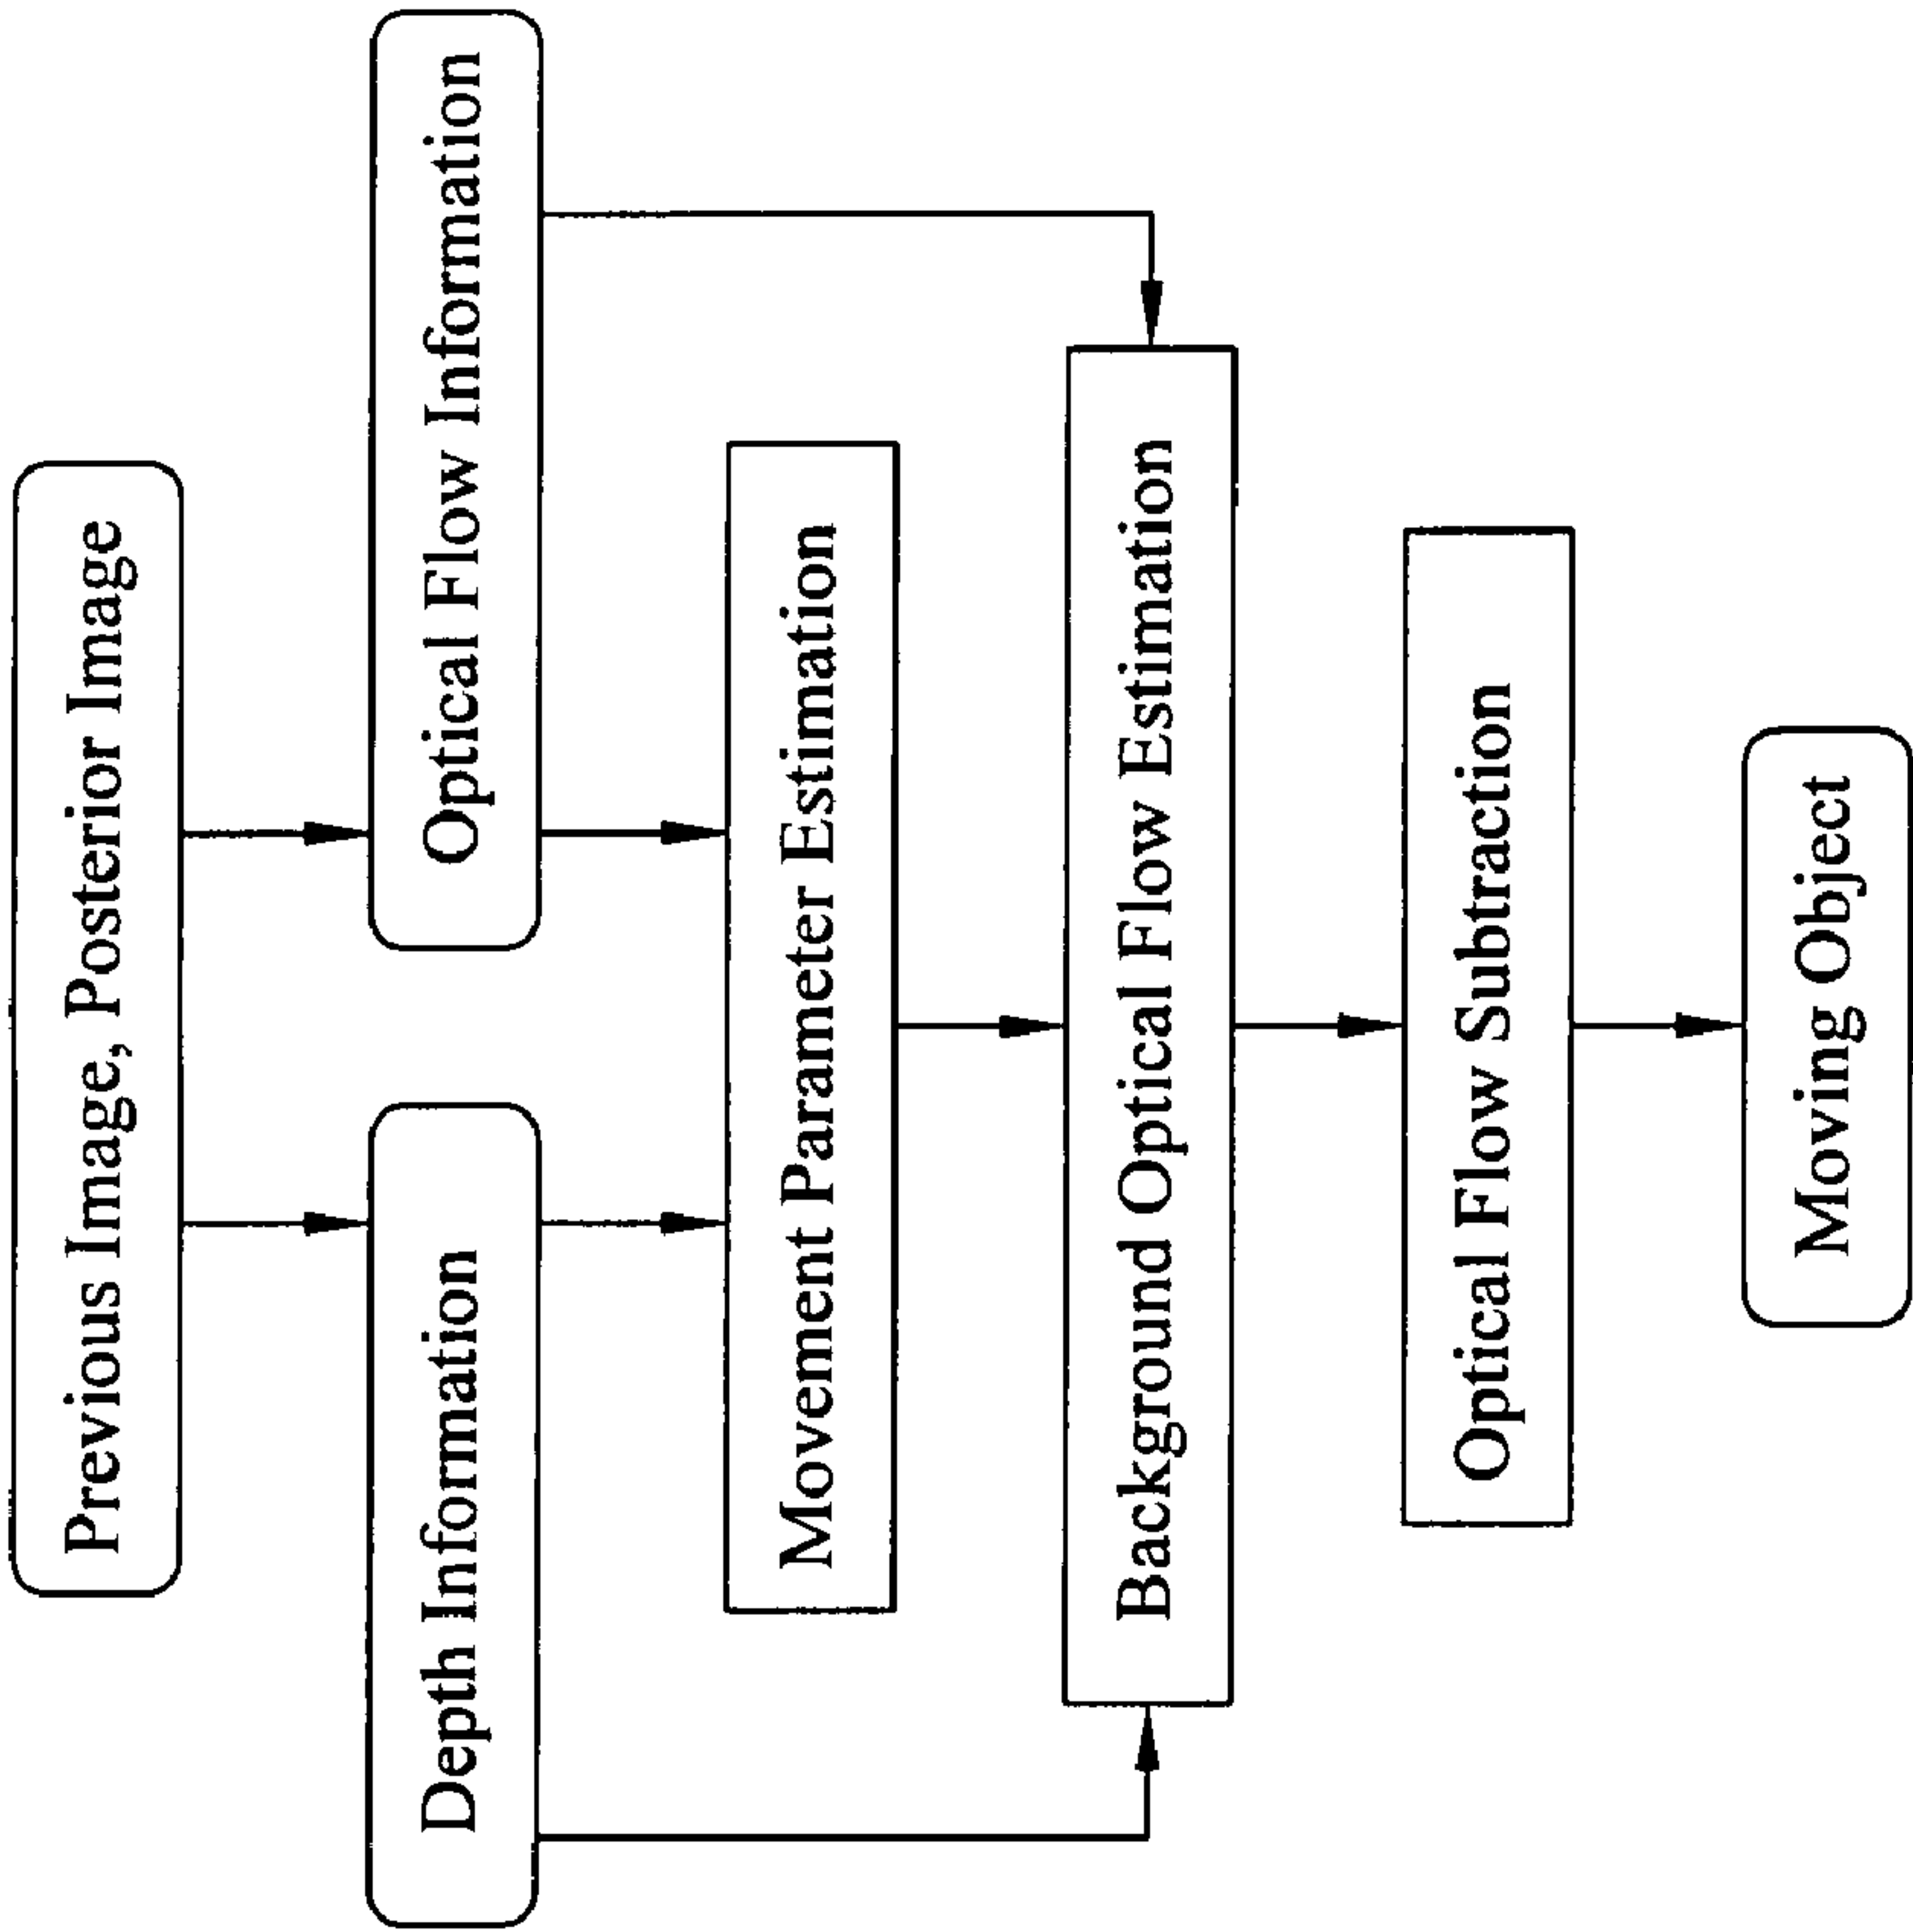 Previous Image, Posterior Image
Depth Information
Optical Flow Information
Movement Parameter Estimation
Background Optical Flow Estimation
Optical Flow Subtraction
Moving Object